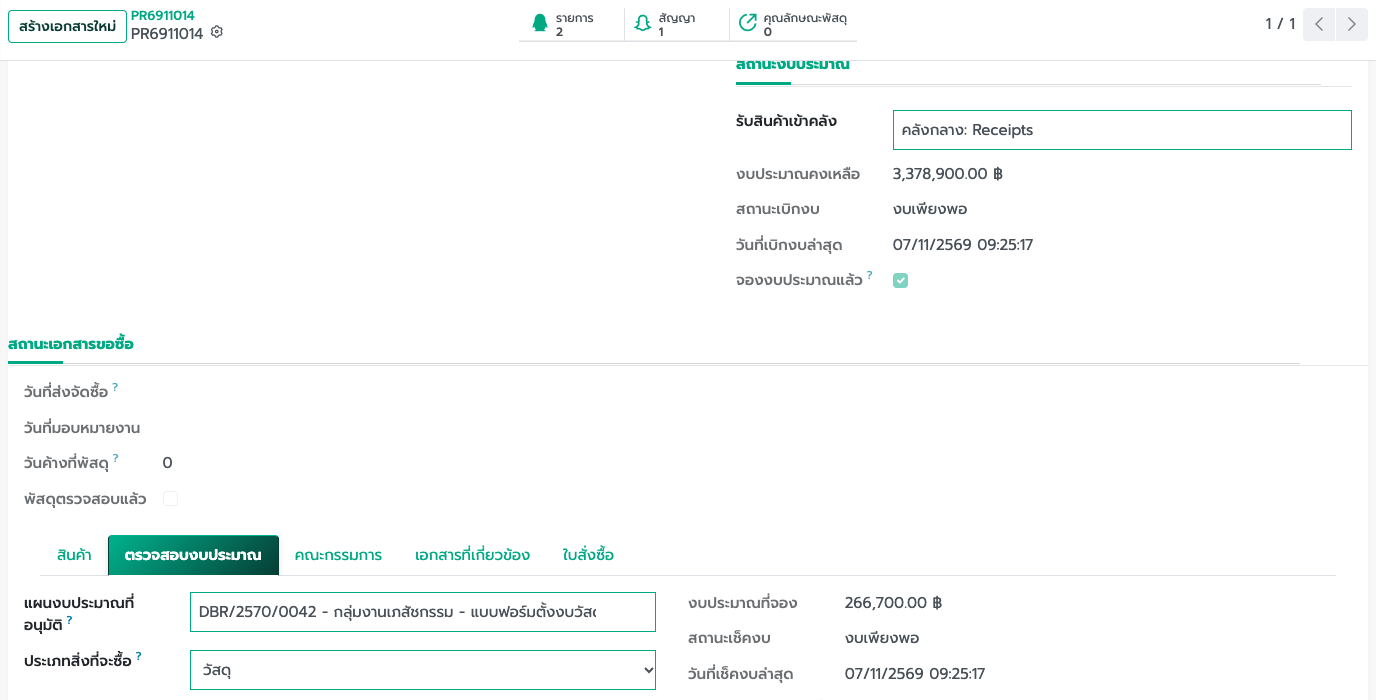 สร้างเอกสารใหม่
PR6911014
PR6911014
รายการ
2
สัญญา
1
คุณลักษณะพัสดุ
0
1 / 1
สถานะงบประมาณ
รับสินค้าเข้าคลัง
คลังกลาง: Receipts
งบประมาณคงเหลือ
3,378,900.00 ฿
สถานะเบิกงบ
งบเพียงพอ
วันที่เบิกงบล่าสุด
07/11/2569 09:25:17
จองงบประมาณแล้ว ?
สถานะเอกสารขอซื้อ
วันที่ส่งจัดซื้อ ?
วันที่มอบหมายงาน
วันค้างที่พัสดุ ?
0
พัสดุตรวจสอบแล้ว
สินค้า
ตรวจสอบงบประมาณ
คณะกรรมการ
เอกสารที่เกี่ยวข้อง
ใบสั่งซื้อ
แผนงบประมาณที่
อนุมัติ ?
DBR/2570/0042 - กลุ่มงานเภสัชกรรม - แบบฟอร์มตั้งงบวัสด
ประเภทสิ่งที่จะซื้อ ?
วัสดุ
งบประมาณที่จอง
266,700.00 ฿
สถานะเช็คงบ
งบเพียงพอ
วันที่เช็คงบล่าสุด
07/11/2569 09:25:17